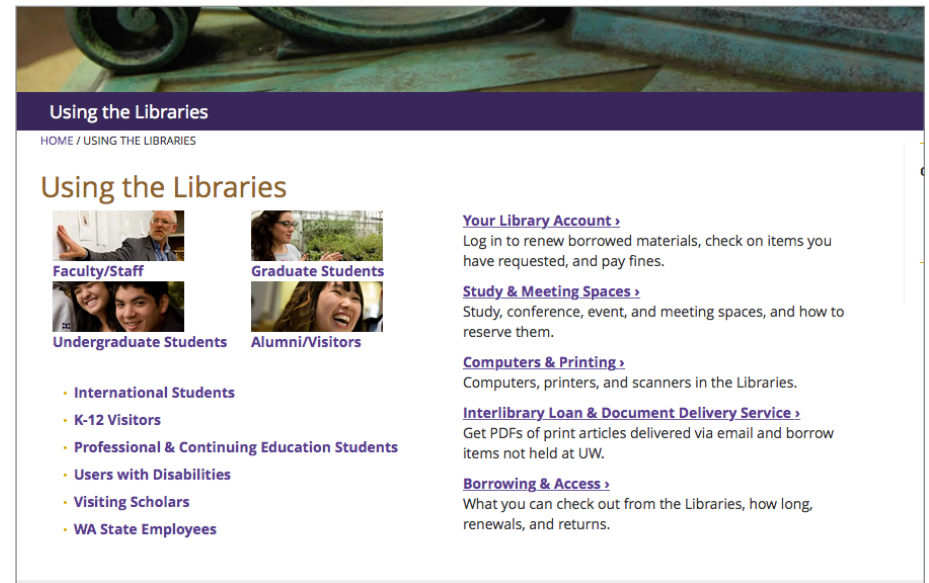 Using the Libraries
HOME / USING THE LIBRARIES
Using the Libraries
Faculty/Staff
Graduate Students
Undergraduate Students
Alumni/Visitors
· International Students
· K-12 Visitors
· Professional & Continuing Education Students
· Users with Disabilities
· Visiting Scholars
· WA State Employees
Your Library Account ›
Log in to renew borrowed materials, check on items you
have requested, and pay fines.
Study & Meeting Spaces ›
Study, conference, event, and meeting spaces, and how to
reserve them.
Computers & Printing ›
Computers, printers, and scanners in the Libraries.
Interlibrary Loan & Document Delivery Service ›
Get PDFs of print articles delivered via email and borrow
items not held at UW.
Borrowing & Access ›
What you can check out from the Libraries, how long,
renewals, and returns.